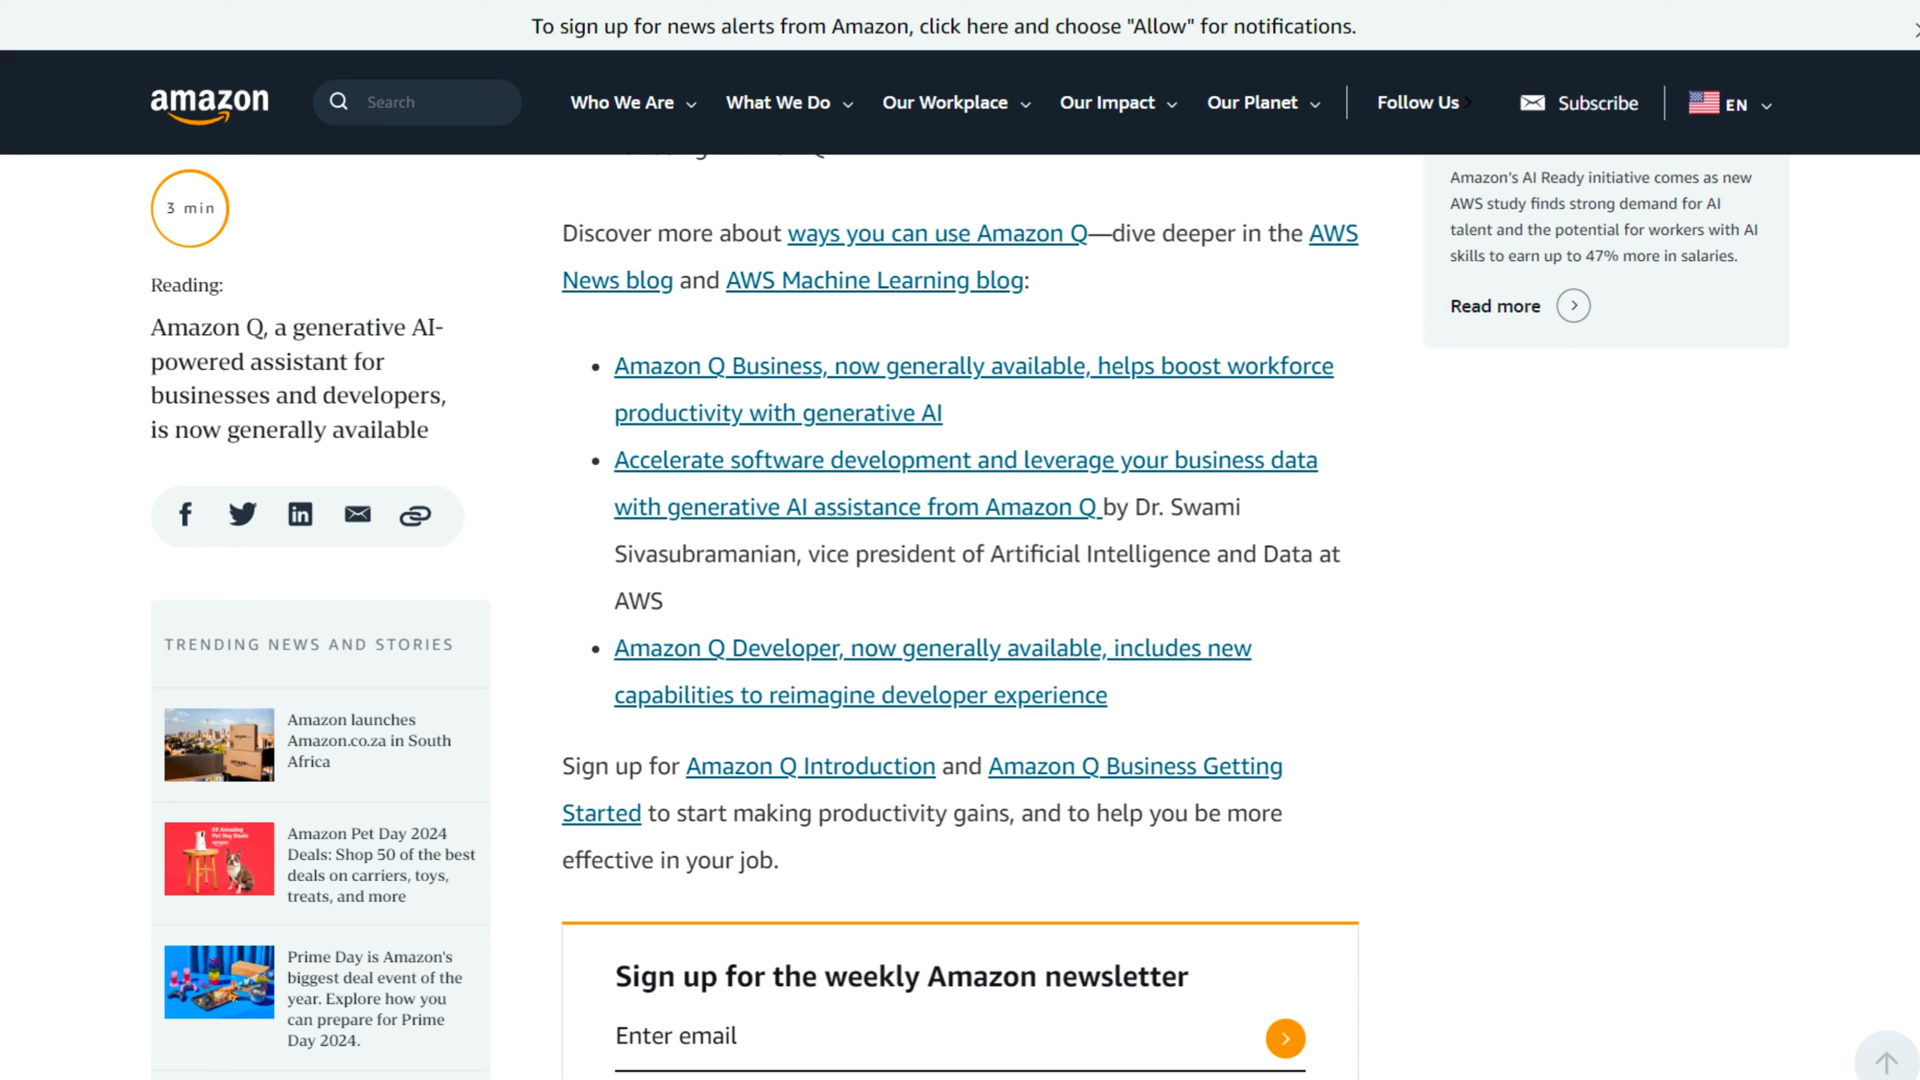 To sign up for news alerts from Amazon, click here and choose "Allow" for notifications.
amazon
Search
Who We Are
What We Do
Our Workplace
Our Impact
Our Planet
Follow Us
Subscribe
EN
3 min
Reading:
Amazon Q, a generative AI-
powered assistant for
businesses and developers,
is now generally available
TRENDING NEWS AND STORIES
Amazon launches
Amazon.co.za in South
Africa
Amazon Pet Day 2024
Deals: Shop 50 of the best
deals on carriers, toys,
treats, and more
Prime Day is Amazon's
biggest deal event of the
year. Explore how you
can prepare for Prime
Day 2024.
Discover more about ways you can use Amazon Q—dive deeper in the AWS
News blog and AWS Machine Learning blog:
• Amazon Q Business, now generally available, helps boost workforce
productivity with generative AI
• Accelerate software development and leverage your business data
with generative AI assistance from Amazon Q by Dr. Swami
Sivasubramanian, vice president of Artificial Intelligence and Data at
AWS
• Amazon Q Developer, now generally available, includes new
capabilities to reimagine developer experience
Sign up for Amazon Q Introduction and Amazon Q Business Getting
Started to start making productivity gains, and to help you be more
effective in your job.
Sign up for the weekly Amazon newsletter
Enter email
Amazon's AI Ready initiative comes as new
AWS study finds strong demand for AI
talent and the potential for workers with AI
skills to earn up to 47% more in salaries.
Read more